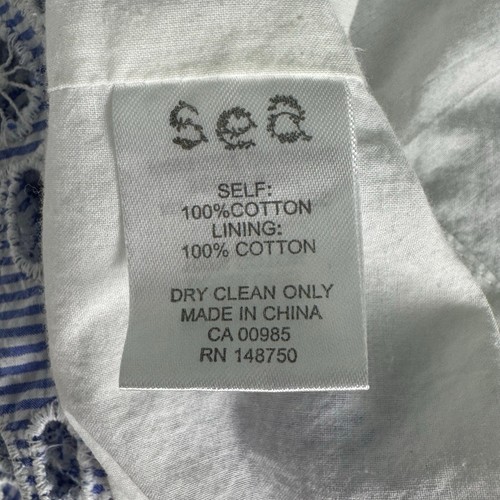 sea
SELF:
100%COTTON
LINING:
100% COTTON
DRY CLEAN ONLY
MADE IN CHINA
CA 00985
RN 148750